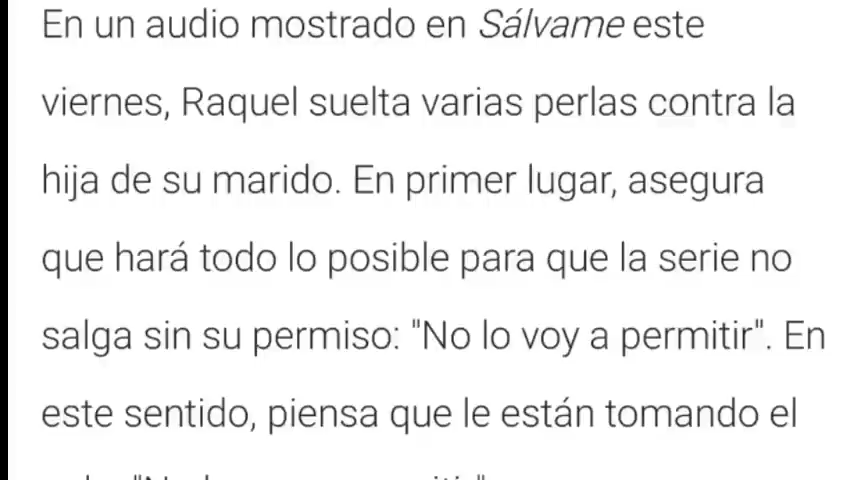 En un audio mostrado en Sálvame este
viernes, Raquel suelta varias perlas contra la
hija de su marido. En primer lugar, asegura
que hará todo lo posible para que la serie no
salga sin su permiso: "No lo voy a permitir". En
este sentido, piensa que le están tomando el